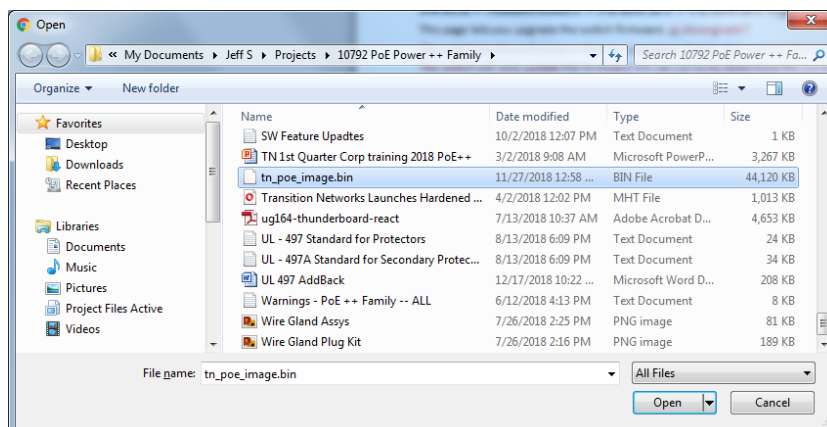 Open
This page lets you upgrade the switch firmware.
« My Documents Jeff S Projects 10792 PoE Power ++ Family
Search 10792 PoE Power ++ Fa...
Organize New folder
Name Date modified Type Size
Favorites
Desktop
Downloads
Recent Places
Libraries
Documents
Music
Pictures
Project Files Active
Videos
SW Feature Upadtes 10/2/2018 12:07 PM Text Document 1 KB
TN 1st Quarter Corp training 2018 PoE++ 3/2/2018 9:08 AM Microsoft PowerP... 3,267 KB
tn_poe_image.bin 11/27/2018 12:58 ... BIN File 44,120 KB
Transition Networks Launches Hardened ... 4/2/2018 12:02 PM MHT File 1,013 KB
ug164-thunderboard-react 7/13/2018 10:37 AM Adobe Acrobat D... 4,653 KB
UL - 497 Standard for Protectors 8/13/2018 6:09 PM Text Document 24 KB
UL - 497A Standard for Secondary Protec... 8/13/2018 6:09 PM Text Document 34 KB
UL 497 AddBack 12/17/2018 10:22 ... Microsoft Word D... 208 KB
Warnings - PoE ++ Family -- ALL 6/12/2018 4:13 PM Text Document 8 KB
Wire Gland Assys 7/26/2018 2:25 PM PNG image 81 KB
Wire Gland Plug Kit 7/26/2018 2:16 PM PNG image 189 KB
File name: tn_poe_image.bin
All Files
Open Cancel